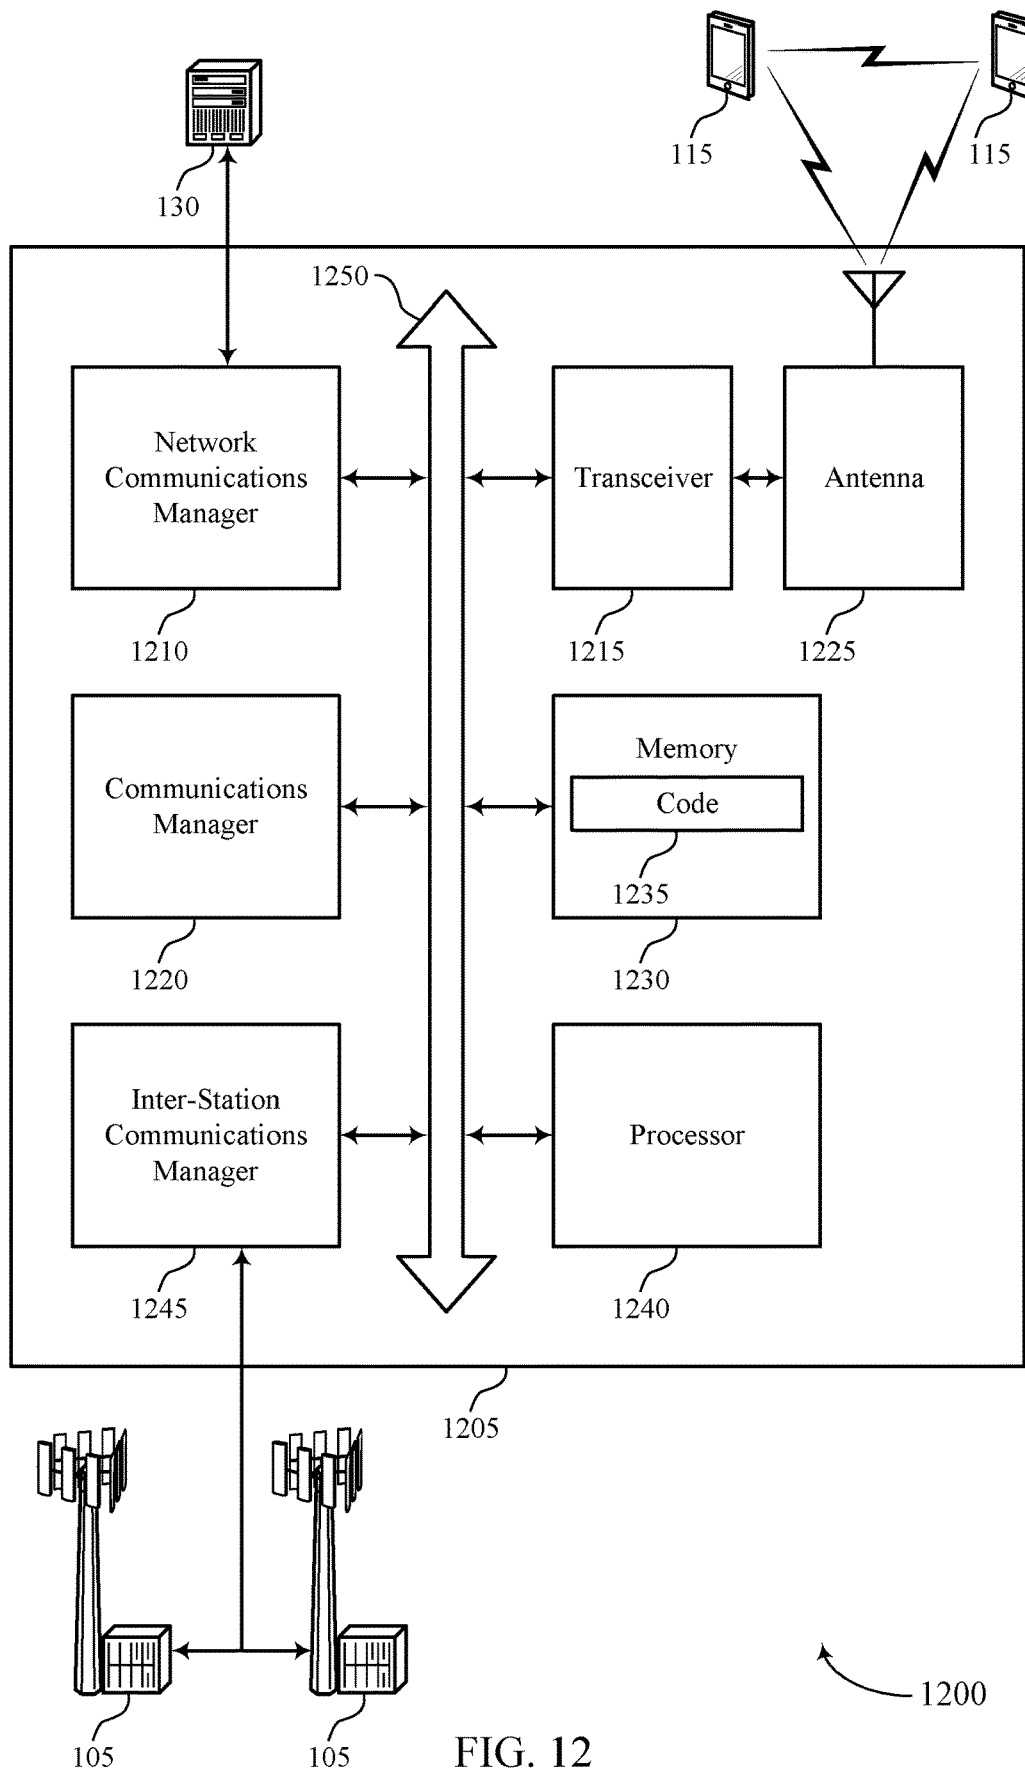 130
115
115
1250
Network
Communications
Manager
Transceiver
Antenna
1210
1215
1225
Communications
Manager
Memory
Code
1235
1220
1230
Inter-Station
Communications
Manager
Processor
1245
1240
1205
1200
105
105
FIG. 12